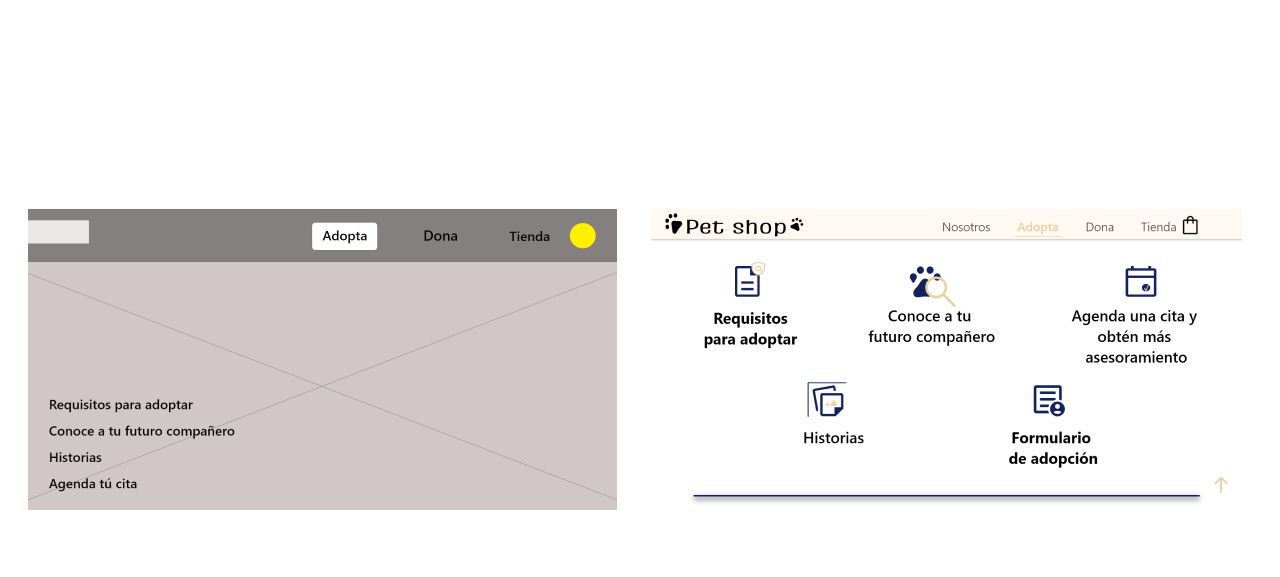 Adopta
Dona
Tienda
Requisitos para adoptar
Conoce a tu futuro compañero
Historias
Agenda tú cita
Pet shop
Nosotros
Adopta
Dona
Tienda
Requisitos
para adoptar
Conoce a tu
futuro compañero
Agenda una cita y
obtén más
asesoramiento
Historias
Formulario
de adopción